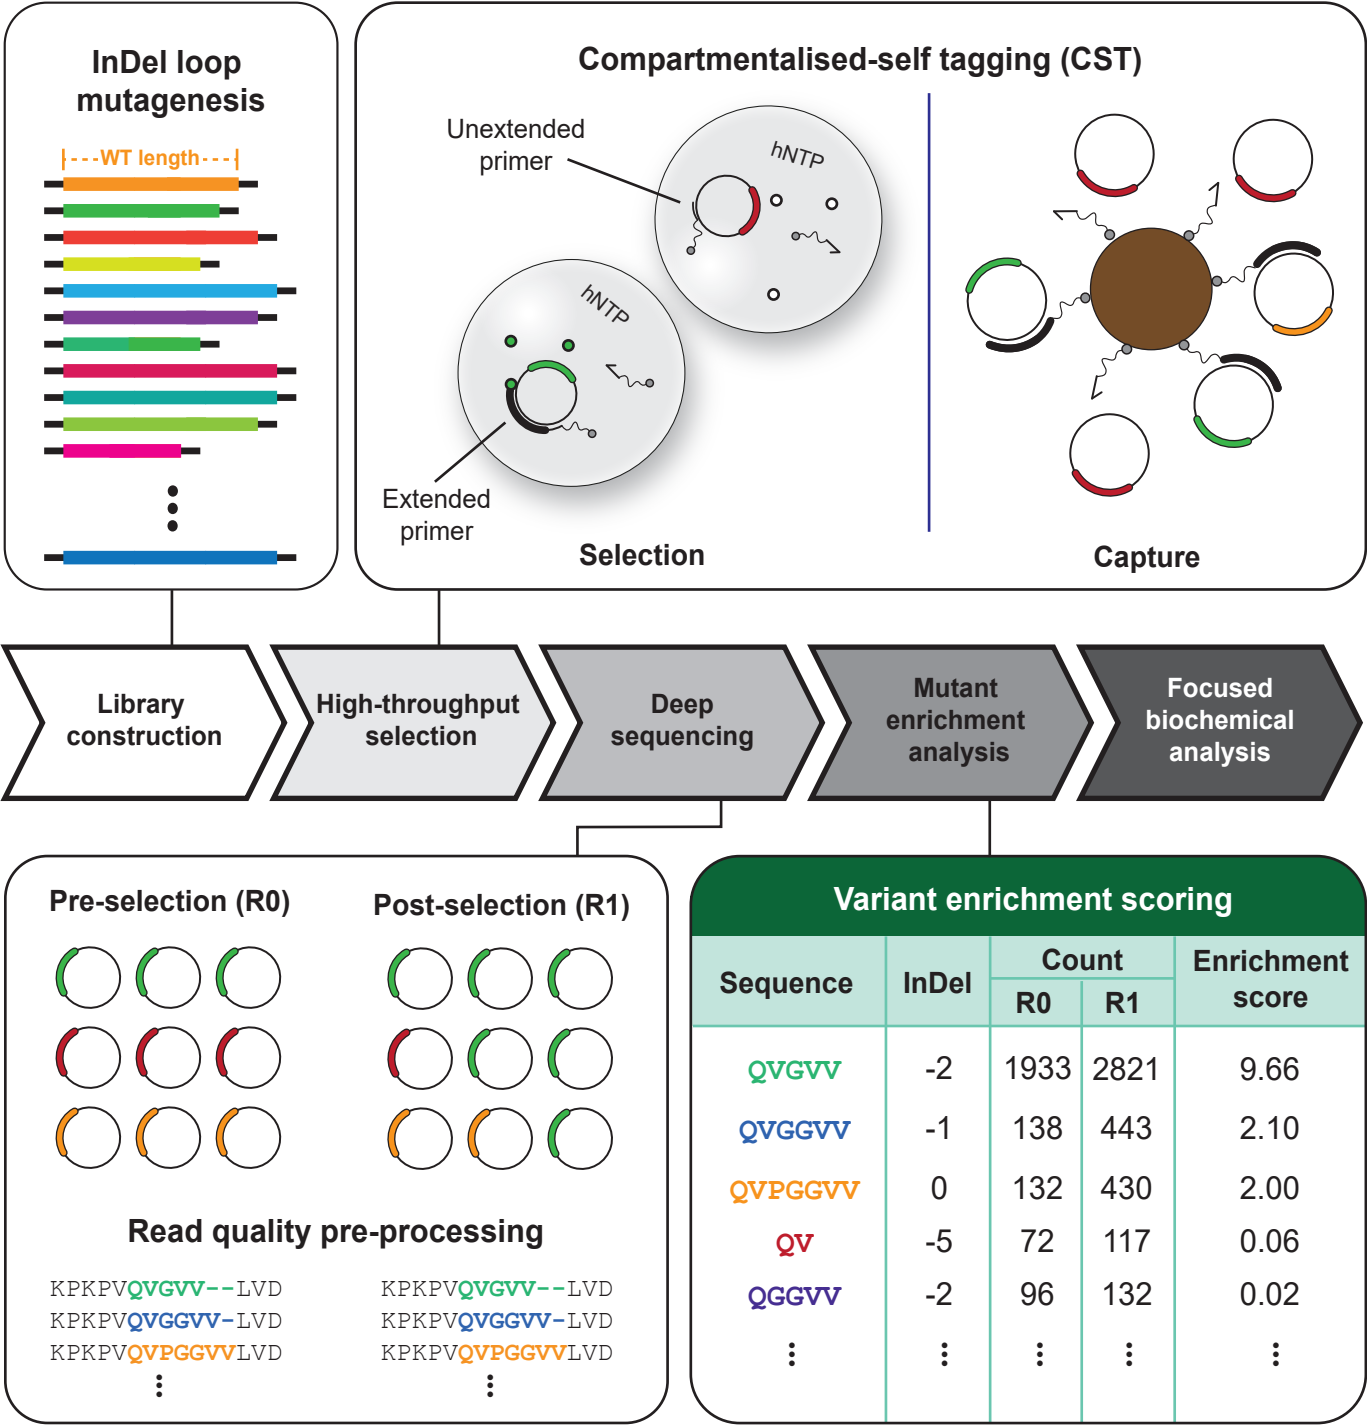 InDel loop
mutagenesis
WT length
Compartmentalised-self tagging (CST)
Unextended
primer
hNTP
hNTP
Extended
primer
Selection
Capture
Library
construction
High-throughput
selection
Deep
sequencing
Mutant
enrichment
analysis
Focused
biochemical
analysis
Pre-selection (R0)
Post-selection (R1)
Read quality pre-processing
KPKPVQVGVV--LVD
KPKPVQVGGVV-LVD
KPKPVQVPGGVVLVD
KPKPVQVGVV--LVD
KPKPVQVGGVV-LVD
KPKPVQVPGGVVLVD
Variant enrichment scoring
Sequence InDel Count R0 R1 Enrichment score
QVGVV -2 1933 2821 9.66
QVGGVV -1 138 443 2.10
QVPGGVV 0 132 430 2.00
QV -5 72 117 0.06
QGGVV -2 96 132 0.02